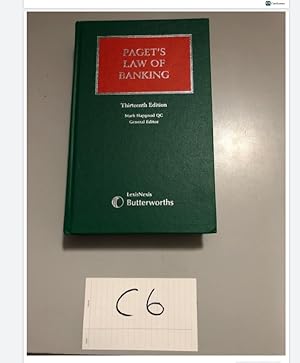 PAGET'S
LAW OF
BANKING
Thirteenth Edition
Mark Hapgood QC
General Editor
LexisNexis
Butterworths
C6